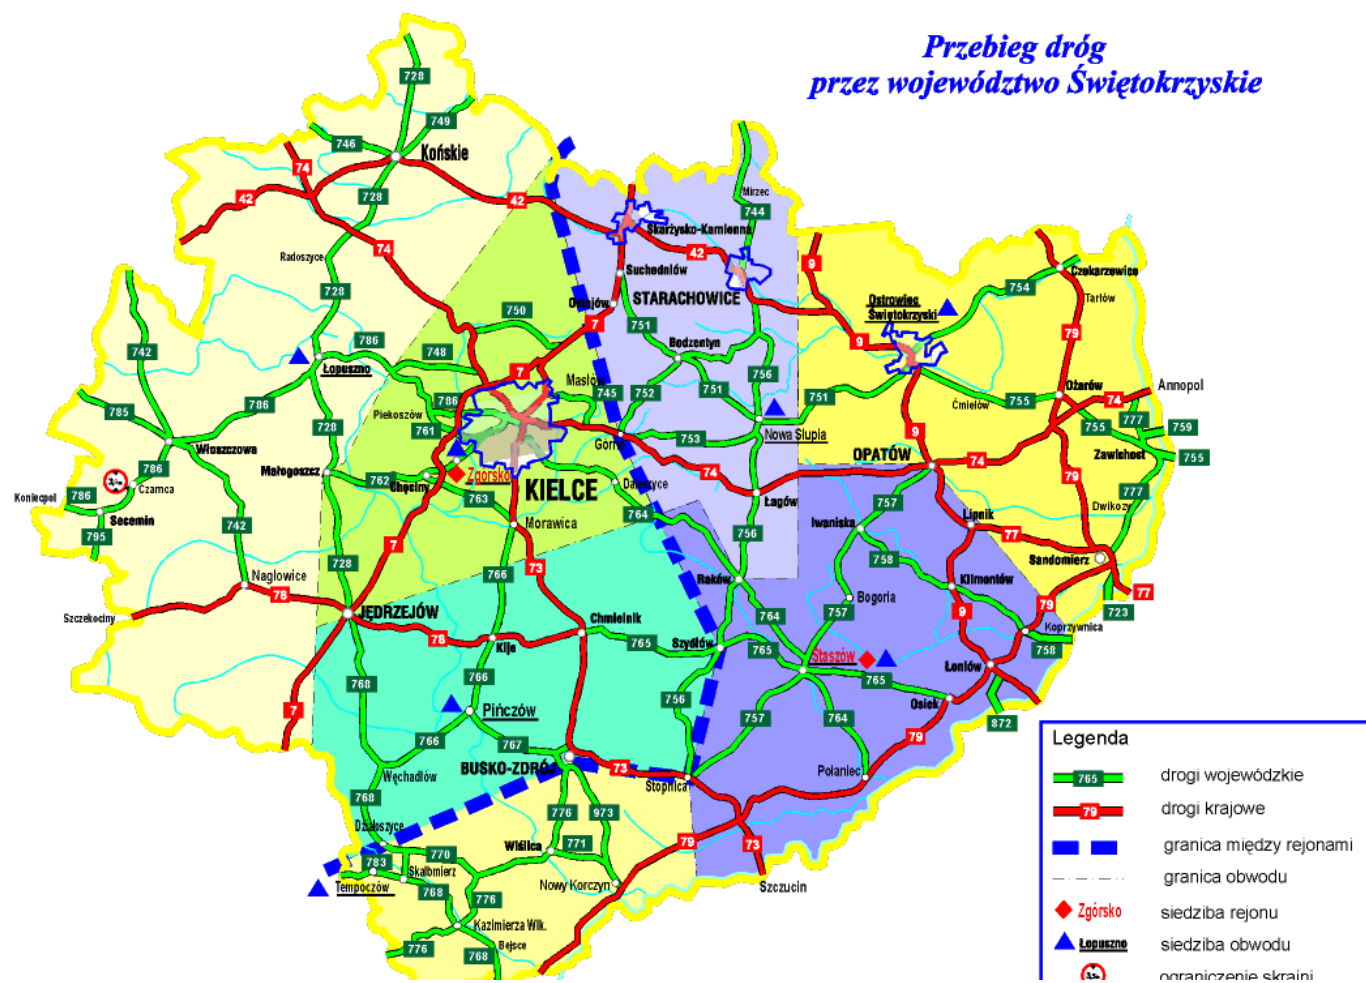 Przebieg dróg
przez województwo Świętokrzyskie
728
749
746
Końskie
74
42
728
42
Mirzec
744
Skarżysko-Kamienna
74
42
Radoszyce
9
Suchedniów
Czekarzewice
754
Tarłów
728
Ostojów
STARACHOWICE
Ostrowiec
Świętokrzyski
750
7
751
79
742
786
748
Bodzentyn
9
Łopuszno
7
Masłów
756
Ożarów
Annopol
785
786
786
745
752
751
751
Ćmielów
755
74
Piekoszów
761
777
759
728
755
Włoszczowa
Górno
753
Nowa Słupia
9
OPATÓW
Zawichost
755
786
Małogoszcz
762
Chęciny
Zgórsko
74
74
79
777
Czarnca
KIELCE
Daleszyce
Koniecpol
786
763
Łagów
757
Dwikozy
Secemin
764
Iwaniska
Lipnik
742
Morawica
756
77
795
7
758
Sandomierz
728
73
766
Raków
Klimontów
Nagłowice
77
78
Bogoria
79
723
Szczekociny
JĘDRZEJÓW
764
757
9
Chmielnik
Koprzywnica
78
Kije
765
Szydłów
765
Staszów
758
Łoniów
766
765
768
756
Osiek
7
Pińczów
757
764
872
766
767
79
Legenda
BUSKO-ZDRÓJ
73
Połaniec
Węchadłów
Stopnica
765
drogi wojewódzkie
768
776
973
79
drogi krajowe
Działoszyce
79
73
granica między rejonami
770
Wiślica
771
783
Skalbmierz
granica obwodu
Tempoczów
768
Nowy Korczyn
Szczucin
776
Zgórsko
siedziba rejonu
Kazimierza Wlk.
776
768
Bejsce
Łopuszno
siedziba obwodu
ograniczenie skrajni